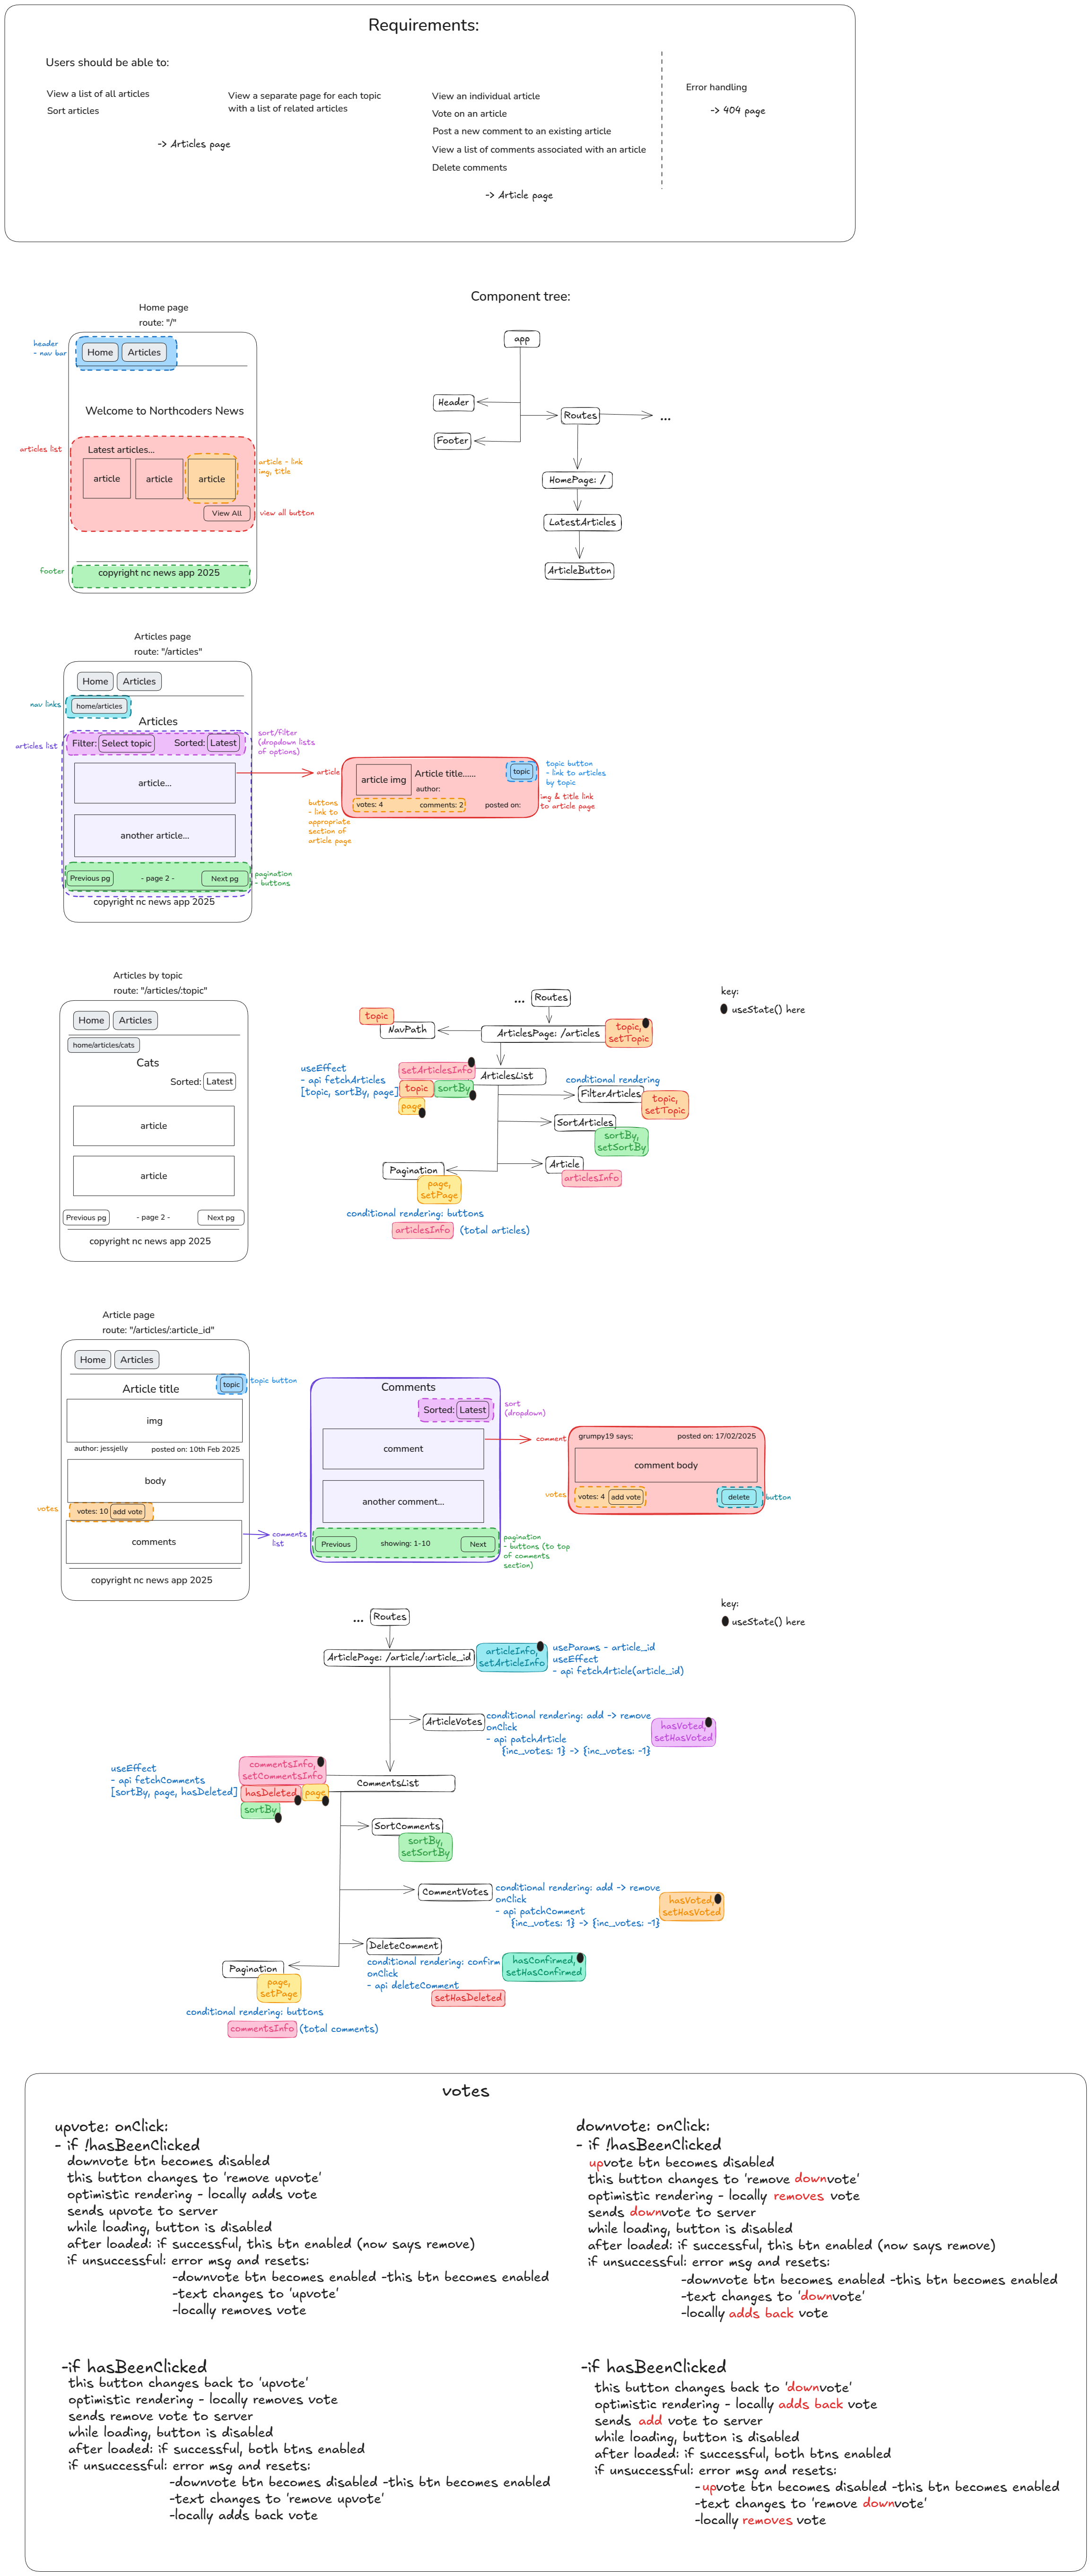 Requirements:
Users should be able to:
View a list of all articles
Sort articles
-> Articles page
View a separate page for each topic
with a list of related articles
View an individual article
Vote on an article
Post a new comment to an existing article
View a list of comments associated with an article
Delete comments
-> Article page
Error handling
-> 404 page
Home page
route: "/"
header
- nav bar
Home
Articles
Welcome to Northcoders News
articles list
Latest articles...
article
article
article
article - link
img, title
View All
view all button
footer
copyright nc news app 2025
Component tree:
app
Header
Footer
Routes
...
HomePage: /
LatestArticles
ArticleButton
Articles page
route: "/articles"
Home
Articles
nav links
home/articles
Articles
articles list
Filter:
Select topic
Sorted:
Latest
sort/filter
(dropdown lists
of options)
article...
another article...
Previous pg
- page 2 -
Next pg
pagination
- buttons
copyright nc news app 2025
article
article img
Article title......
author:
topic
votes: 4
comments: 2
posted on:
topic button
- link to articles
by topic
img & title link
to article page
buttons
- link to
appropriate
section of
article page
Articles by topic
route: "/articles/:topic"
Home
Articles
home/articles/cats
Cats
Sorted:
Latest
article
article
Previous pg
- page 2 -
Next pg
copyright nc news app 2025
...
Routes
key:
useState() here
topic
NavPath
ArticlesPage: /articles
topic,
setTopic
useEffect
- api fetchArticles
[topic, sortBy, page]
setArticlesInfo
topic
sortBy
page
ArticlesList
conditional rendering
FilterArticles
topic,
setTopic
SortArticles
sortBy,
setSortBy
Article
articlesInfo
Pagination
page,
setPage
conditional rendering: buttons
articlesInfo
(total articles)
Article page
route: "/articles/:article_id"
Home
Articles
Article title
topic
topic button
img
author: jessjelly
posted on: 10th Feb 2025
body
votes
votes: 10
add vote
comments
comments
list
copyright nc news app 2025
Comments
Sorted:
Latest
sort
(dropdown)
comment
another comment...
Previous
showing: 1-10
Next
pagination
- buttons (to top
of comments
section)
comment
grumpy19 says;
posted on: 17/02/2025
comment body
votes
votes: 4
add vote
delete
button
...
Routes
key:
useState() here
ArticlePage: /article/:article_id
articleInfo,
setArticleInfo
useParams - article_id
useEffect
- api fetchArticle(article_id)
ArticleVotes
conditional rendering: add -> remove
onClick
- api patchArticle
{inc_votes: 1} -> {inc_votes: -1}
hasVoted,
setHasVoted
useEffect
- api fetchComments
[sortBy, page, hasDeleted]
commentsInfo,
setCommentsInfo
hasDeleted
page
sortBy
CommentsList
SortComments
sortBy,
setSortBy
CommentVotes
conditional rendering: add -> remove
onClick
- api patchComment
{inc_votes: 1} -> {inc_votes: -1}
hasVoted,
setHasVoted
DeleteComment
conditional rendering: confirm
onClick
- api deleteComment
hasConfirmed,
setHasConfirmed
setHasDeleted
Pagination
page,
setPage
conditional rendering: buttons
commentsInfo
(total comments)
votes
upvote: onClick:
- if !hasBeenClicked
downvote btn becomes disabled
this button changes to 'remove upvote'
optimistic rendering - locally adds vote
sends upvote to server
while loading, button is disabled
after loaded: if successful, this btn enabled (now says remove)
if unsuccessful: error msg and resets:
-downvote btn becomes enabled -this btn becomes enabled
-text changes to 'upvote'
-locally removes vote
-if hasBeenClicked
this button changes back to 'upvote'
optimistic rendering - locally removes vote
sends remove vote to server
while loading, button is disabled
after loaded: if successful, both btns enabled
if unsuccessful: error msg and resets:
-downvote btn becomes disabled -this btn becomes enabled
-text changes to 'remove upvote'
-locally adds back vote
downvote: onClick:
- if !hasBeenClicked
upvote btn becomes disabled
this button changes to 'remove downvote'
optimistic rendering - locally removes vote
sends downvote to server
while loading, button is disabled
after loaded: if successful, this btn enabled (now says remove)
if unsuccessful: error msg and resets:
-downvote btn becomes enabled -this btn becomes enabled
-text changes to 'downvote'
-locally adds back vote
-if hasBeenClicked
this button changes back to 'downvote'
optimistic rendering - locally adds back vote
sends add vote to server
while loading, button is disabled
after loaded: if successful, both btns enabled
if unsuccessful: error msg and resets:
-upvote btn becomes disabled -this btn becomes enabled
-text changes to 'remove downvote'
-locally removes vote